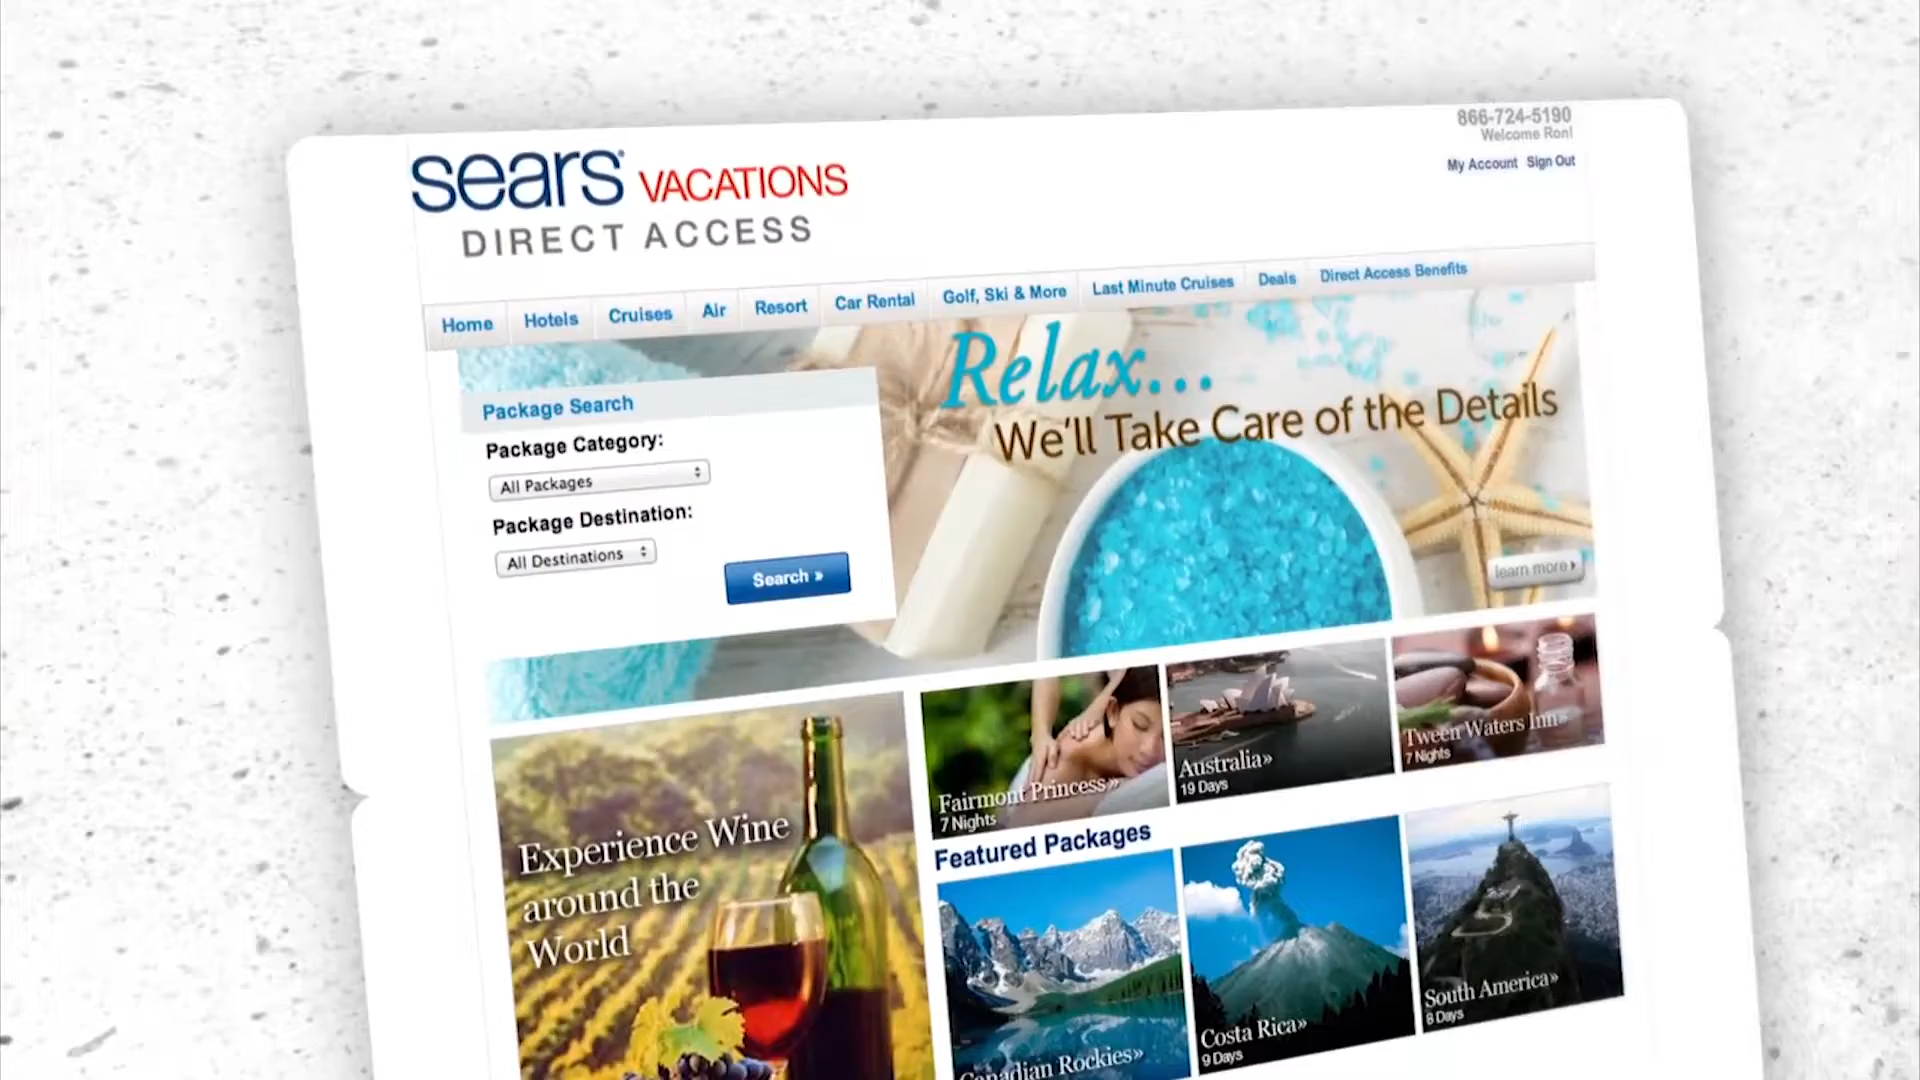 866-724-5190
Welcome Ron!
My Account Sign Out
sears VACATIONS
DIRECT ACCESS
Home Hotels Cruises Air Resort Car Rental Golf, Ski & More Last Minute Cruises Deals Direct Access Benefits
Relax...
We'll Take Care of the Details
Package Search
Package Category:
All Packages
Package Destination:
All Destinations
Search »
learn more
Experience Wine
around the
World
Fairmont Princess»
7 Nights
Australia»
19 Days
Tween Waters Inn»
7 Nights
Featured Packages
Canadian Rockies»
Costa Rica»
9 Days
South America»
8 Days